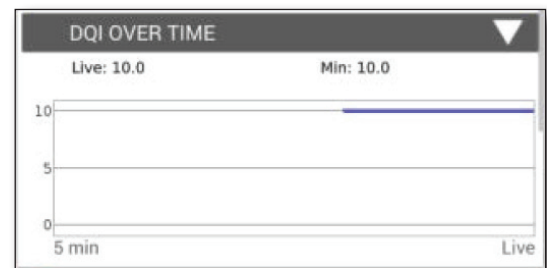 DQI OVER TIME
Live: 10.0 Min: 10.0
10
5
0
5 min Live